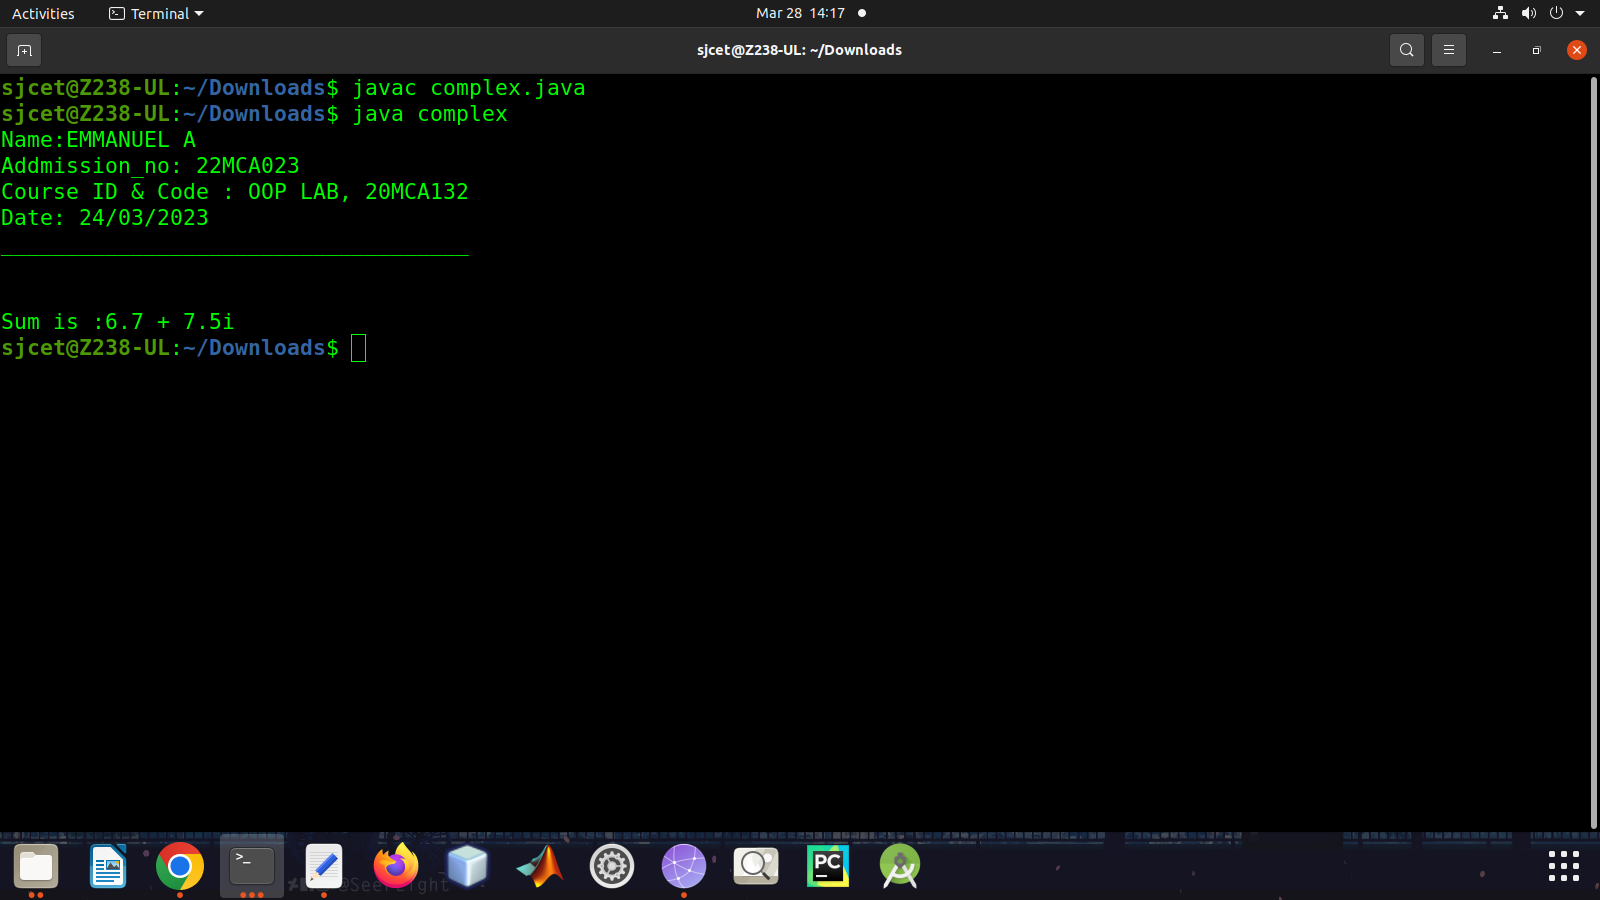 Activities
Terminal
Mar 28 14:17
sjcet@Z238-UL: ~/Downloads
sjcet@Z238-UL:~/Downloads$ javac complex.java
sjcet@Z238-UL:~/Downloads$ java complex
Name:EMMANUEL A
Addmission_no: 22MCA023
Course ID & Code : OOP LAB, 20MCA132
Date: 24/03/2023
____________________________________
Sum is :6.7 + 7.5i
sjcet@Z238-UL:~/Downloads$
>_
PC